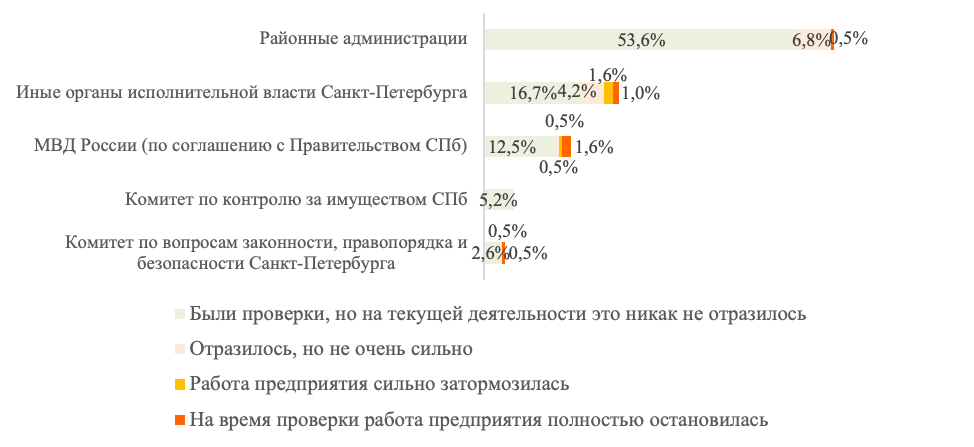 Районные администрации
53,6%
6,8%
0,5%
1,6%
Иные органы исполнительной власти Санкт-Петербурга
16,7%
4,2%
1,0%
0,5%
МВД России (по соглашению с Правительством СПб)
12,5%
1,6%
0,5%
Комитет по контролю за имуществом СПб
5,2%
0,5%
Комитет по вопросам законности, правопорядка и
безопасности Санкт-Петербурга
2,6%
0,5%
Были проверки, но на текущей деятельности это никак не отразилось
Отразилось, но не очень сильно
Работа предприятия сильно затормозилась
На время проверки работа предприятия полностью остановилась